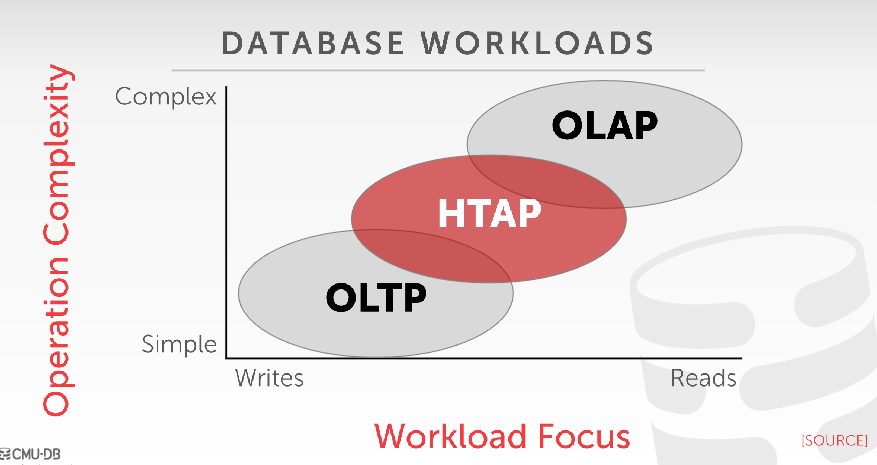 DATABASE WORKLOADS
Operation Complexity
Complex
OLAP
HTAP
OLTP
Simple
Writes
Reads
Workload Focus
[SOURCE]
CMU·DB